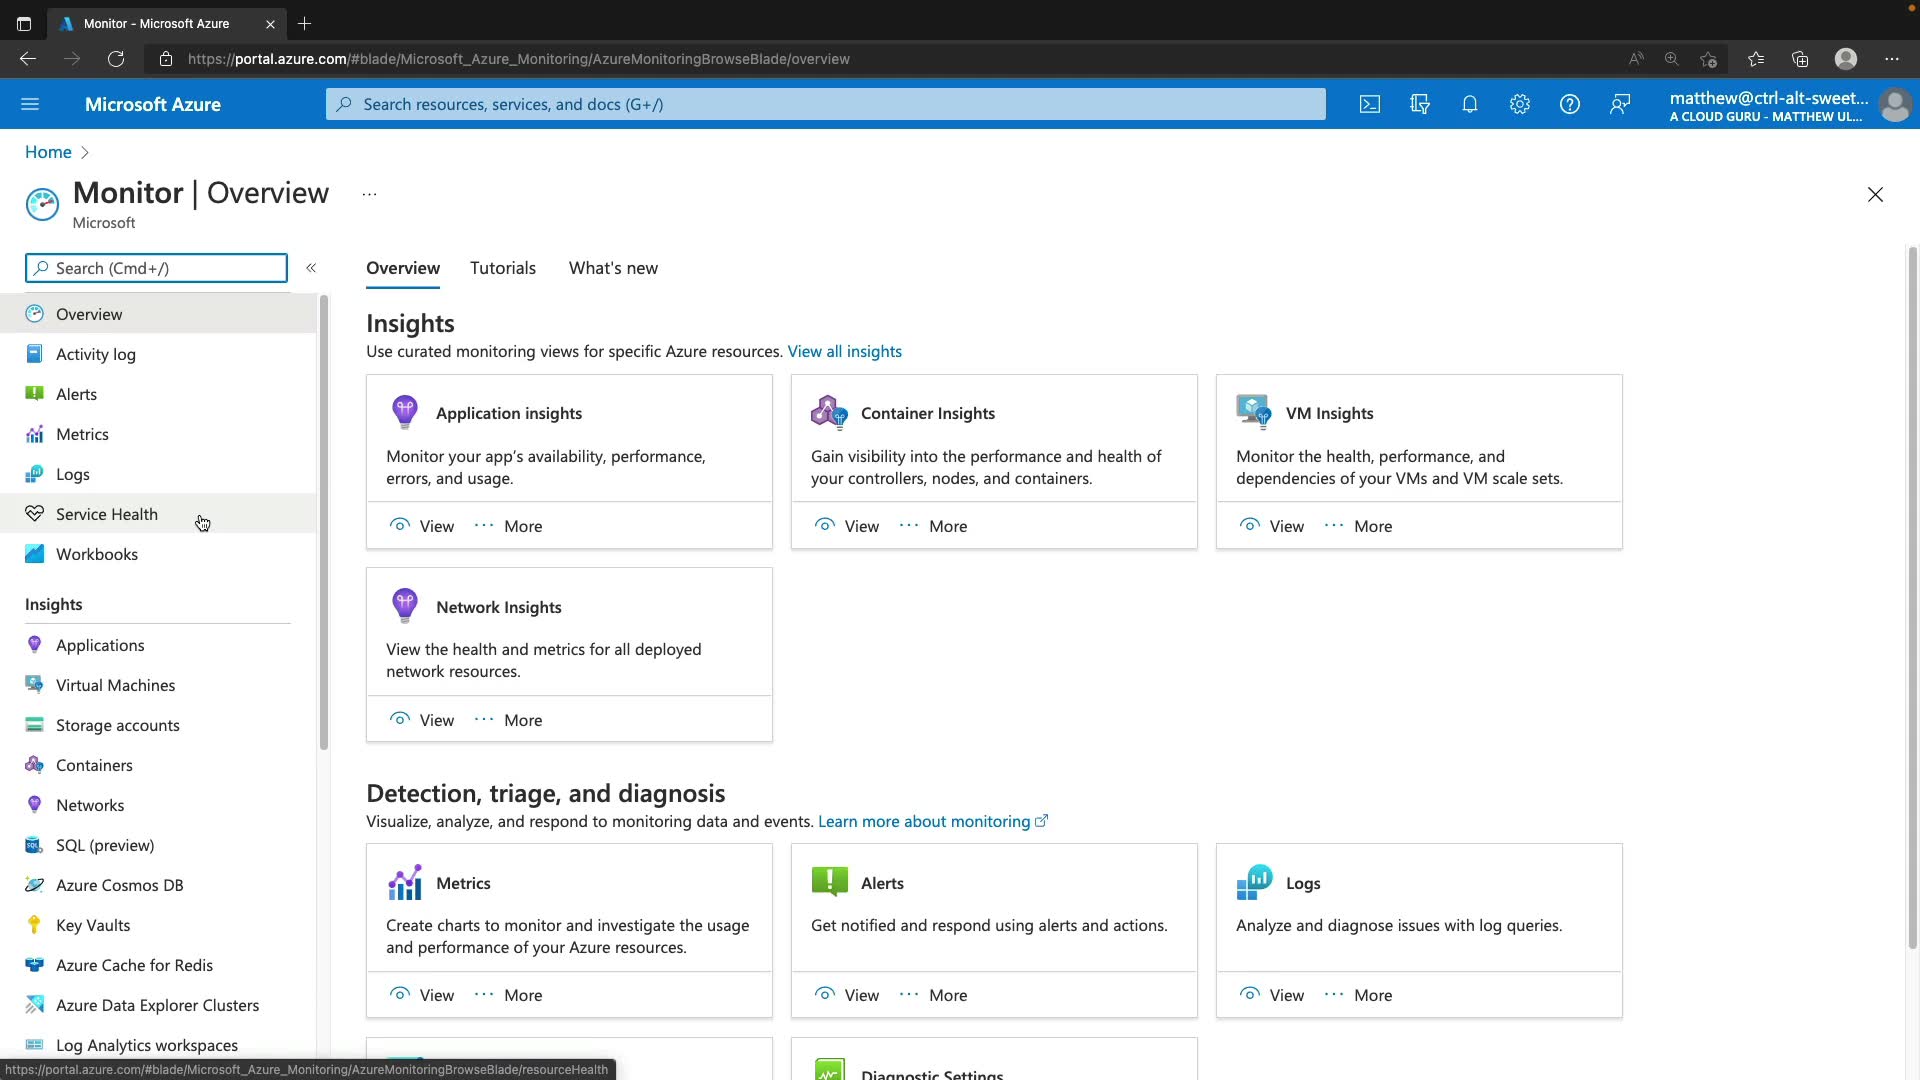 Monitor - Microsoft Azure
https://portal.azure.com/#blade/Microsoft_Azure_Monitoring/AzureMonitoringBrowseBlade/overview
Microsoft Azure
Search resources, services, and docs (G+/)
matthew@ctrl-alt-sweet...
A CLOUD GURU - MATTHEW UL...
Home
Monitor | Overview
...
Microsoft
Search (Cmd+/)
«
Overview
Tutorials
What's new
Overview
Activity log
Alerts
Metrics
Logs
Service Health
Workbooks
Insights
Applications
Virtual Machines
Storage accounts
Containers
Networks
SQL (preview)
Azure Cosmos DB
Key Vaults
Azure Cache for Redis
Azure Data Explorer Clusters
Log Analytics workspaces
Insights
Use curated monitoring views for specific Azure resources. View all insights
Application insights
Monitor your app's availability, performance,
errors, and usage.
View
... More
Container Insights
Gain visibility into the performance and health of
your controllers, nodes, and containers.
View
... More
VM Insights
Monitor the health, performance, and
dependencies of your VMs and VM scale sets.
View
... More
Network Insights
View the health and metrics for all deployed
network resources.
View
... More
Detection, triage, and diagnosis
Visualize, analyze, and respond to monitoring data and events. Learn more about monitoring
Metrics
Create charts to monitor and investigate the usage
and performance of your Azure resources.
View
... More
Alerts
Get notified and respond using alerts and actions.
View
... More
Logs
Analyze and diagnose issues with log queries.
View
... More
Diagnostic Settings
https://portal.azure.com/#blade/Microsoft_Azure_Monitoring/AzureMonitoringBrowseBlade/resourceHealth